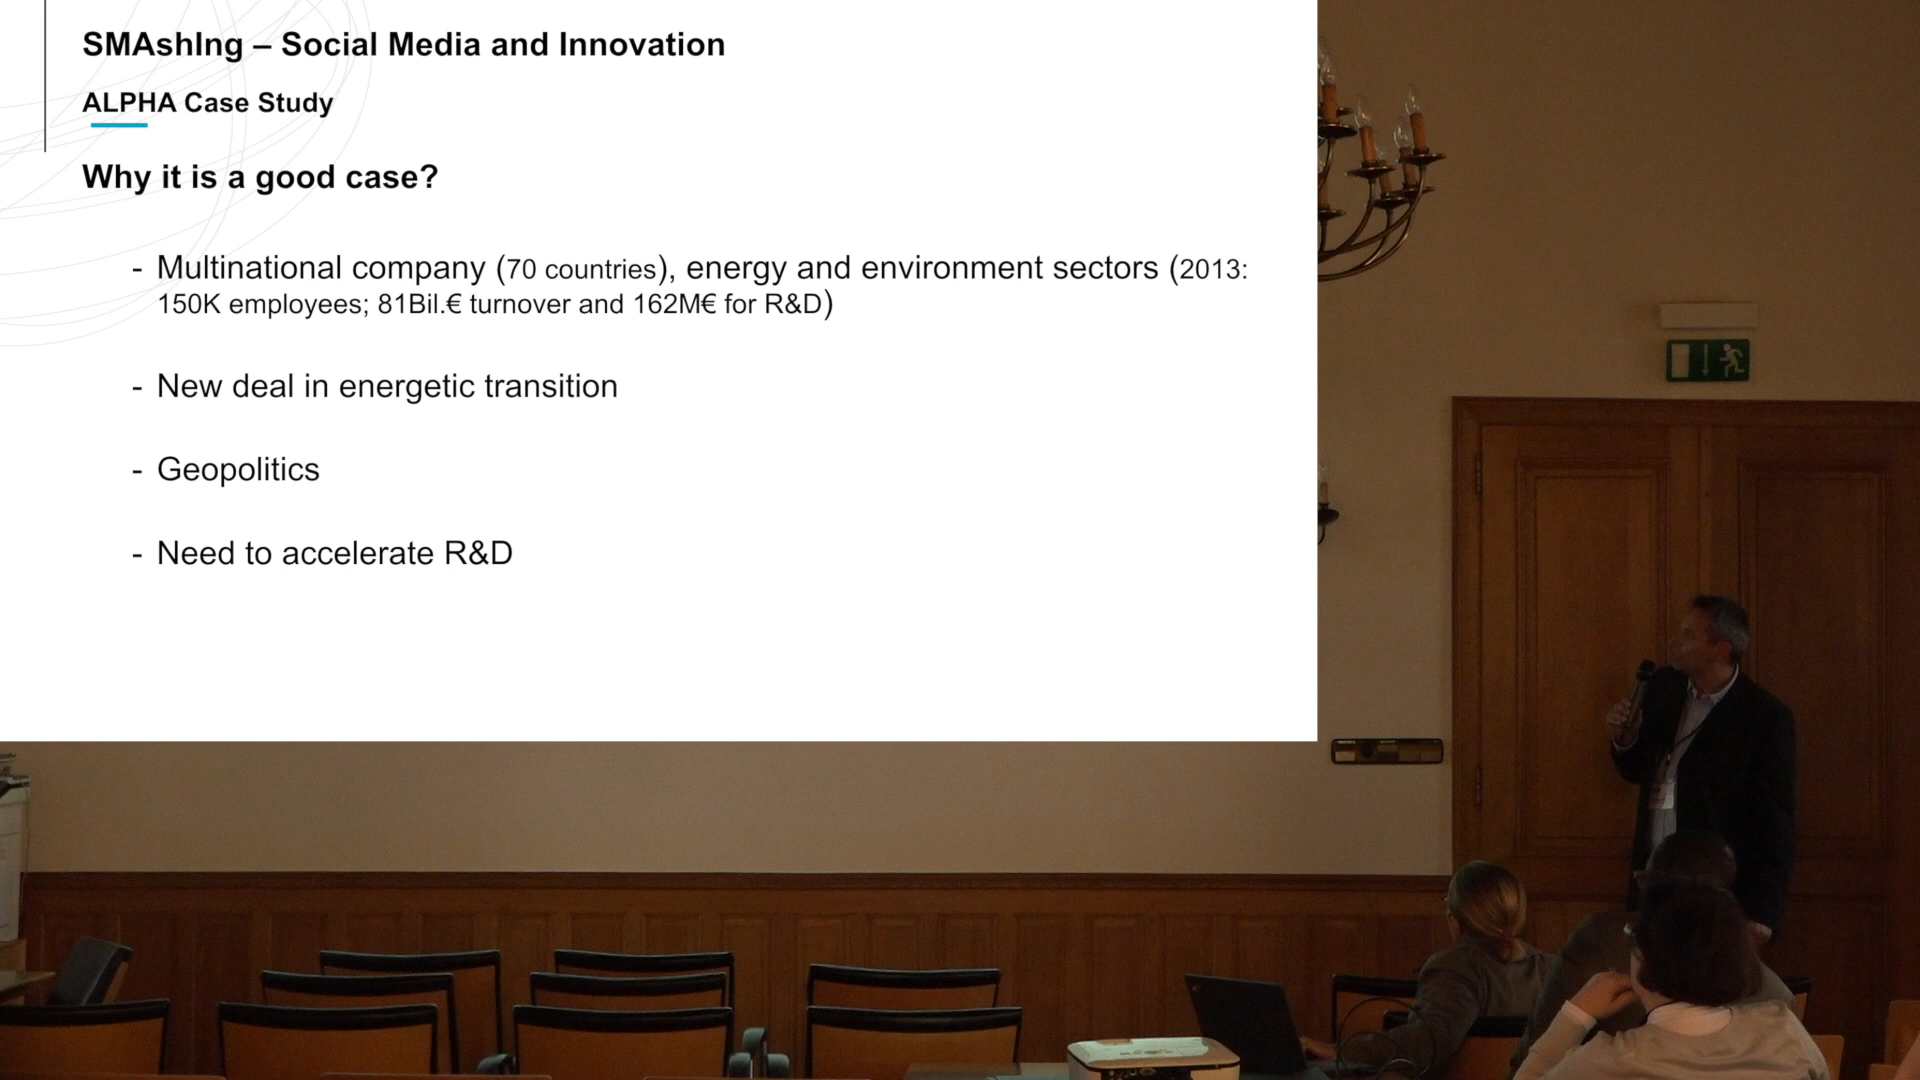 SMAshIng – Social Media and Innovation
ALPHA Case Study
Why it is a good case?
- Multinational company (70 countries), energy and environment sectors (2013:
150K employees; 81Bil.€ turnover and 162M€ for R&D)
- New deal in energetic transition
- Geopolitics
- Need to accelerate R&D